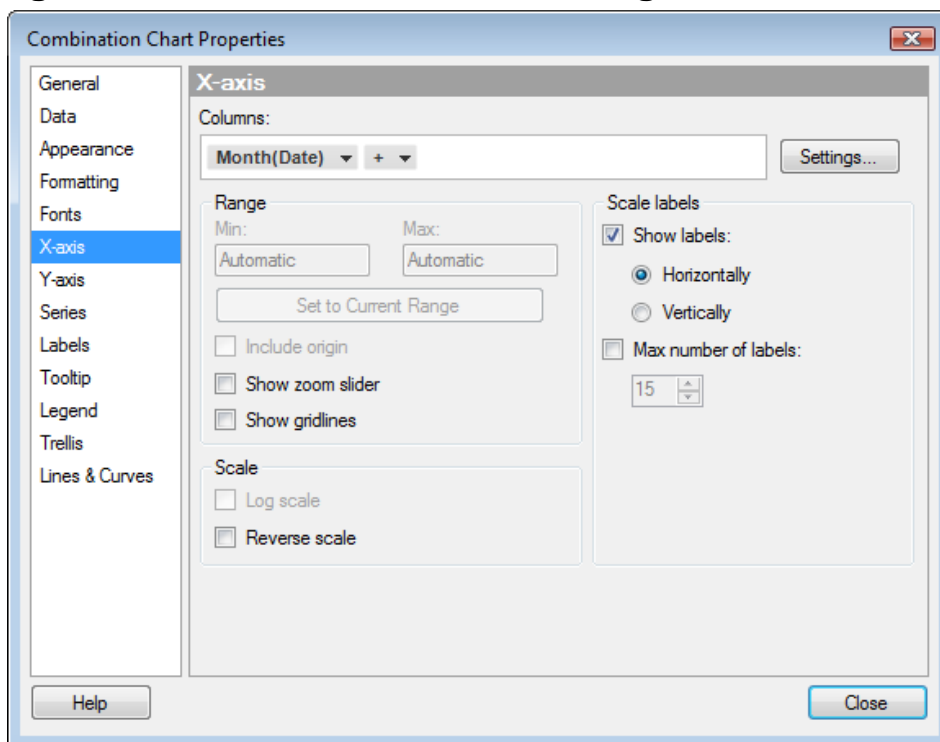 Combination Chart Properties
General
Data
Appearance
Formatting
Fonts
X-axis
Y-axis
Series
Labels
Tooltip
Legend
Trellis
Lines & Curves
X-axis
Columns:
Month(Date) +
Settings...
Range
Min: Max:
Automatic Automatic
Set to Current Range
Include origin
Show zoom slider
Show gridlines
Scale
Log scale
Reverse scale
Scale labels
Show labels:
Horizontally
Vertically
Max number of labels:
15
Help
Close